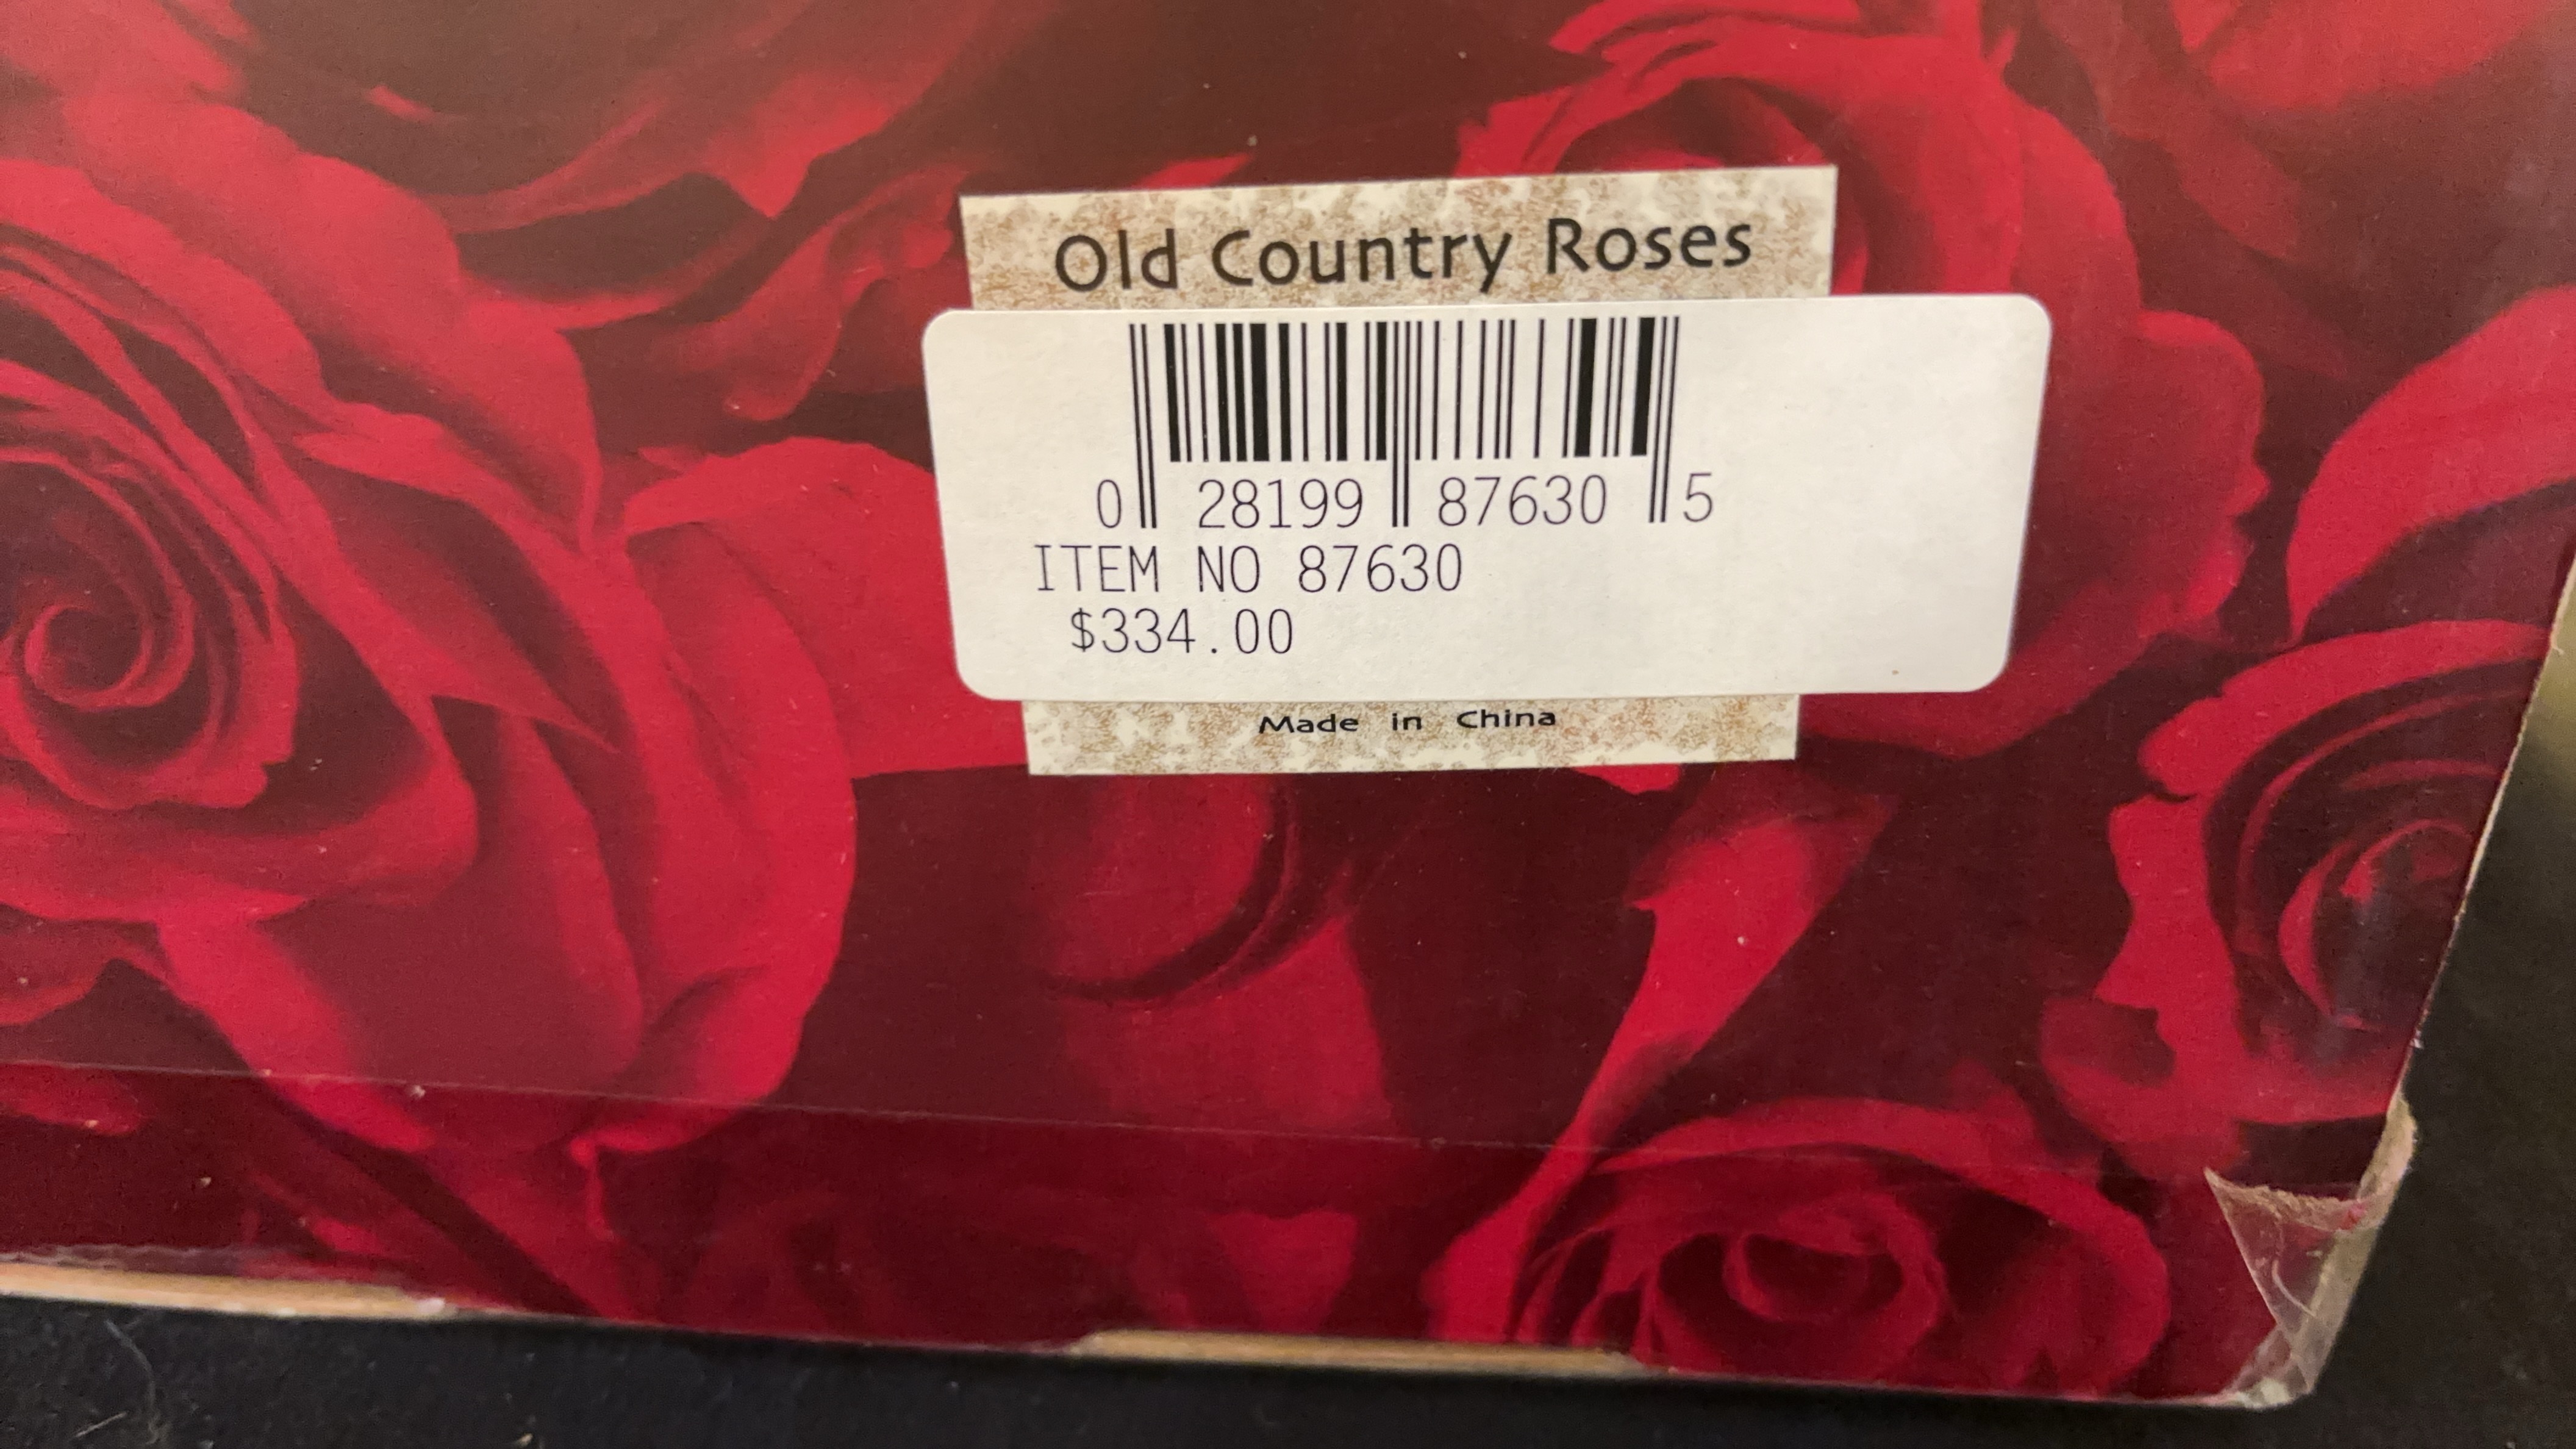 Old Country Roses
0 28199 87630 5
ITEM NO 87630
$334.00
Made in China